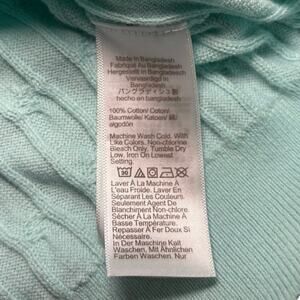 Made In Bangladesh
Fabriqué Au Bangladesh
Hergestellt in Bangladesh
Vervaardigd in
Bangladesh
バングラディシュ製
hecho en bangladesh
100% Cotton/ Coton/
Baumwolle/ Katoen/ 綿/
algodón
Machine Wash Cold. With
Like Colors. Non-chlorine
Bleach Only. Tumble Dry
Low. Iron On Lowest
Setting.
Laver À La Machine À
L'eau Froide. Laver En
Séparant Les Couleurs.
Seulement Agent De
Blanchiment Non-chlore.
Sécher À La Machine À
Basse Température.
Repasser À Fer Doux Si
Nécessaire.
In Der Maschine Kalt
Waschen. Mit Ähnlichen
Farben Waschen. Nur